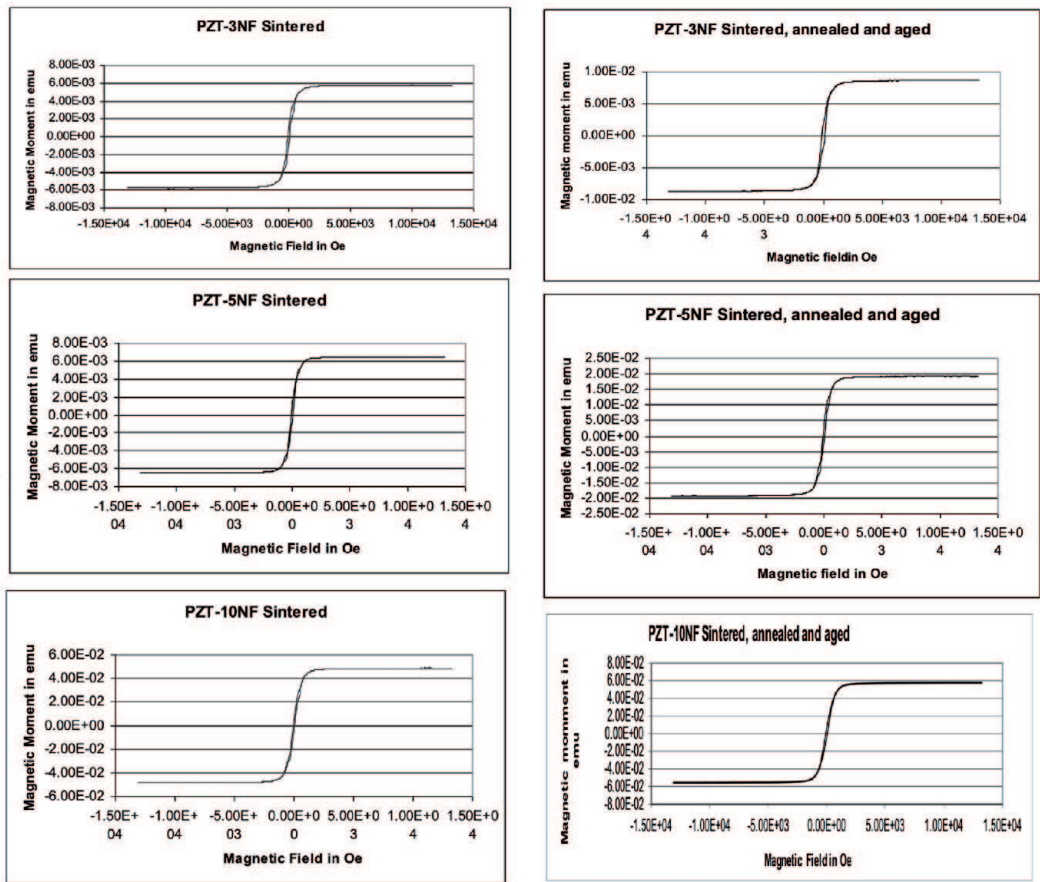 PZT-3NF Sintered
Magnetic Moment in emu
8.00E-03
6.00E-03
4.00E-03
2.00E-03
0.00E+00
-2.00E-03
-4.00E-03
-6.00E-03
-8.00E-03
-1.50E+04 -1.00E+04 -5.00E+03 0.00E+00 5.00E+03 1.00E+04 1.50E+04
Magnetic Field in Oe
PZT-3NF Sintered, annealed and aged
Magnetic moment in emu
1.00E-02
5.00E-03
0.00E+00
-5.00E-03
-1.00E-02
-1.50E+0 -1.00E+0 -5.00E+0 0.00E+00 5.00E+03 1.00E+04 1.50E+04
4 4 3
Magnetic fieldin Oe
PZT-5NF Sintered
Magnetic Moment in emu
8.00E-03
6.00E-03
4.00E-03
2.00E-03
0.00E+00
-2.00E-03
-4.00E-03
-6.00E-03
-8.00E-03
-1.50E+ -1.00E+ -5.00E+ 0.00E+0 5.00E+0 1.00E+0 1.50E+0
04 04 03 0 3 4 4
Magnetic Field in Oe
PZT-5NF Sintered, annealed and aged
Magnetic Moment in emu
2.50E-02
2.00E-02
1.50E-02
1.00E-02
5.00E-03
0.00E+00
-5.00E-03
-1.00E-02
-1.50E-02
-2.00E-02
-2.50E-02
-1.50E+ -1.00E+ -5.00E+ 0.00E+0 5.00E+0 1.00E+0 1.50E+0
04 04 03 0 3 4 4
Magnetic field in Oe
PZT-10NF Sintered
Magnetic Moment in emu
6.00E-02
4.00E-02
2.00E-02
0.00E+00
-2.00E-02
-4.00E-02
-6.00E-02
-1.50E+ -1.00E+ -5.00E+ 0.00E+0 5.00E+0 1.00E+0 1.50E+0
04 04 03 0 3 4 4
Magnetic Field in Oe
PZT-10NF Sintered, annealed and aged
Magnetic momment in
emu
8.00E-02
6.00E-02
4.00E-02
2.00E-02
0.00E+00
-2.00E-02
-4.00E-02
-6.00E-02
-8.00E-02
-1.50E+04 -1.00E+04 -5.00E+03 0.00E+00 5.00E+03 1.00E+04 1.50E+04
Magnetic Field in Oe